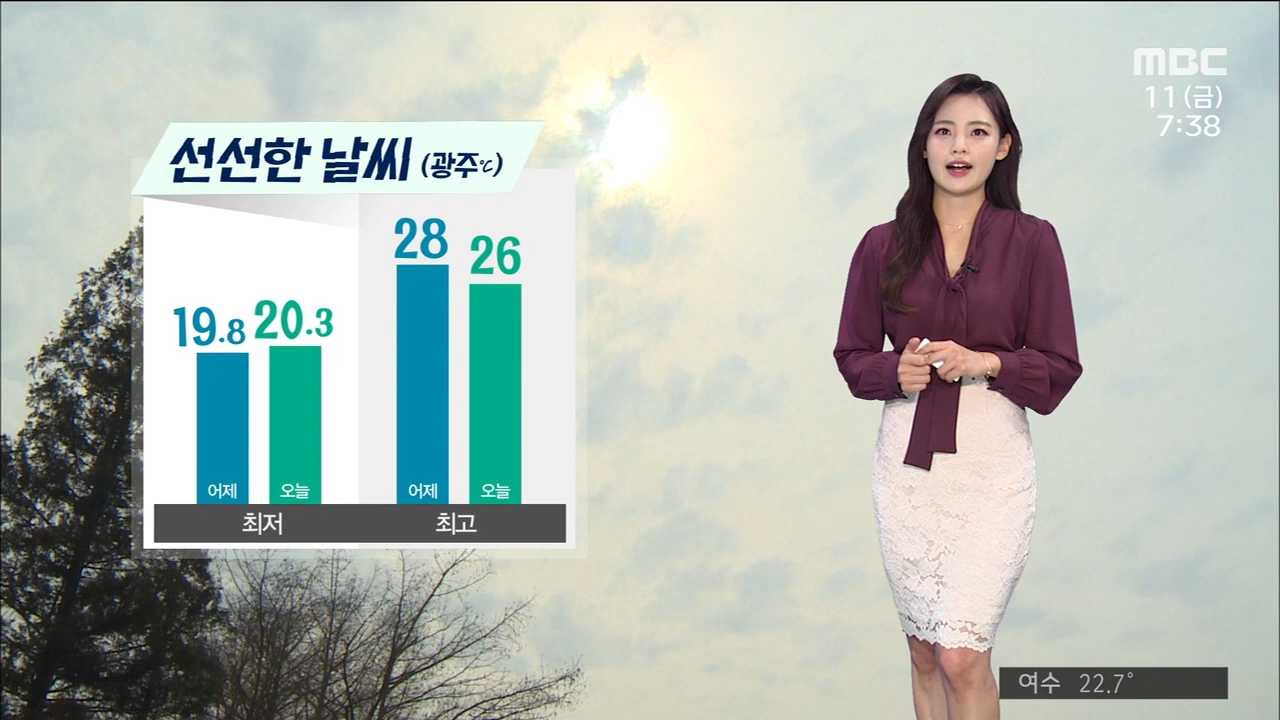 MBC
11 (금)
7:38
선선한 날씨 (광주℃)
19.8 20.3 28 26
어제 오늘 어제 오늘
최저 최고
여수 22.7°